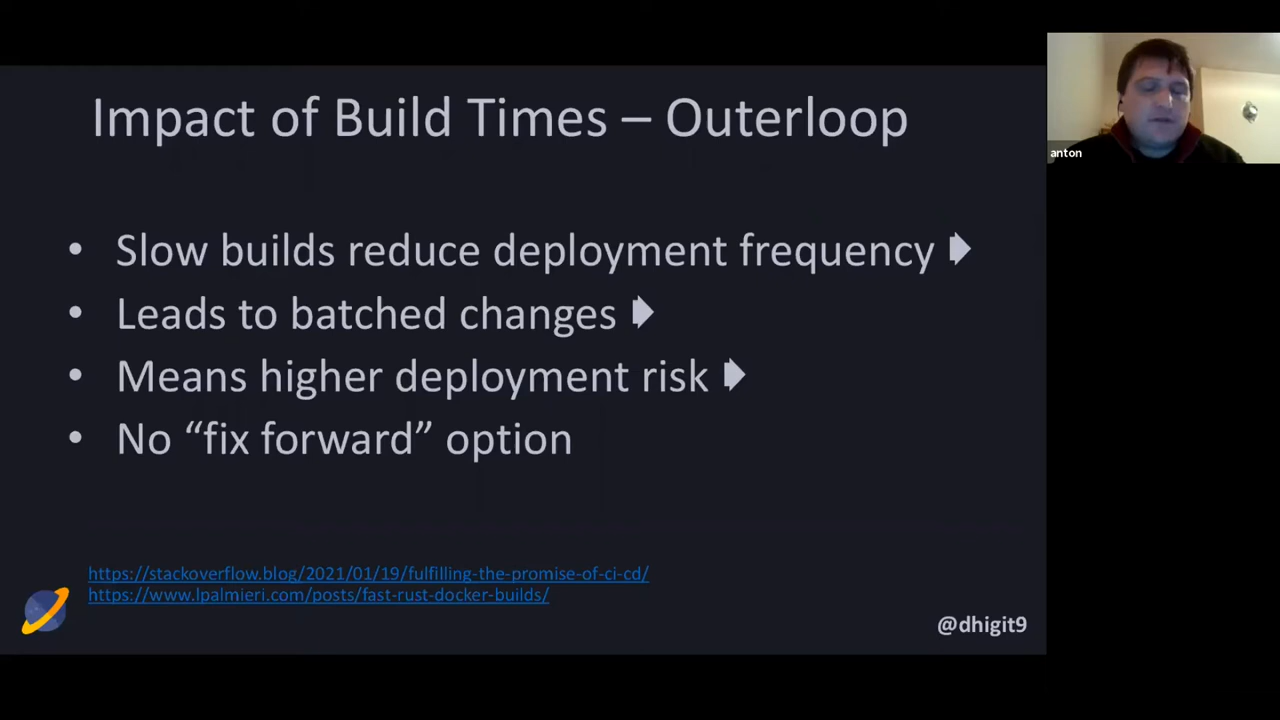 Impact of Build Times – Outerloop
• Slow builds reduce deployment frequency
• Leads to batched changes
• Means higher deployment risk
• No “fix forward” option
https://stackoverflow.blog/2021/01/19/fulfilling-the-promise-of-ci-cd/
https://www.lpalmieri.com/posts/fast-rust-docker-builds/
@dhigit9
anton